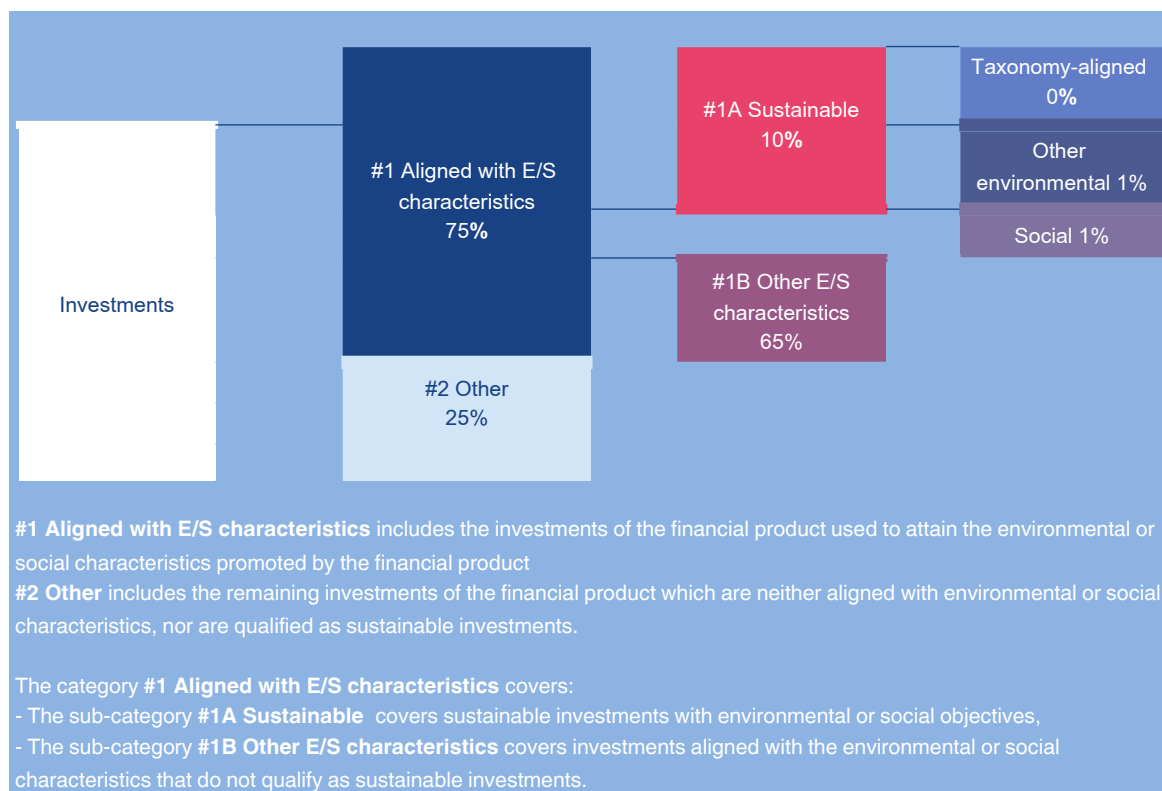 Investments
#1 Aligned with E/S
characteristics
75%
#2 Other
25%
#1A Sustainable
10%
#1B Other E/S
characteristics
65%
Taxonomy-aligned
0%
Other
environmental 1%
Social 1%
#1 Aligned with E/S characteristics includes the investments of the financial product used to attain the environmental or
social characteristics promoted by the financial product
#2 Other includes the remaining investments of the financial product which are neither aligned with environmental or social
characteristics, nor are qualified as sustainable investments.
The category #1 Aligned with E/S characteristics covers:
- The sub-category #1A Sustainable covers sustainable investments with environmental or social objectives,
- The sub-category #1B Other E/S characteristics covers investments aligned with the environmental or social
characteristics that do not qualify as sustainable investments.